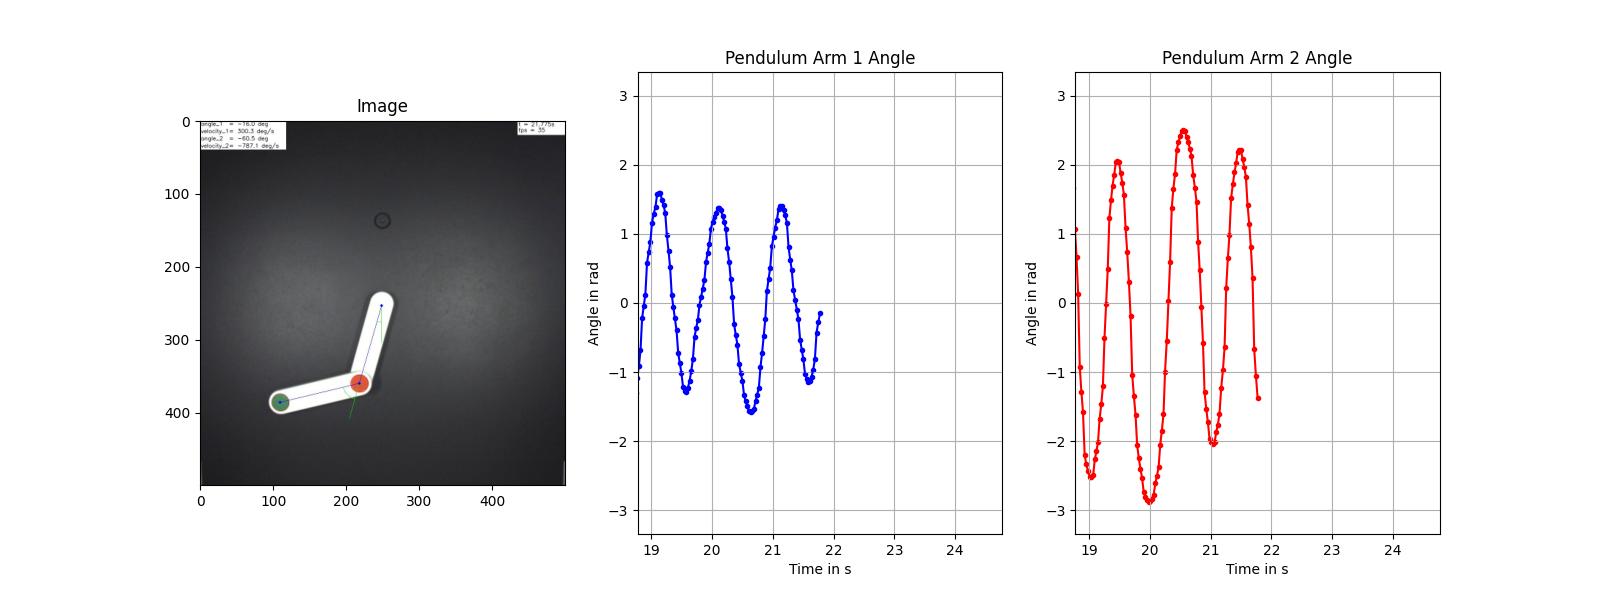 Image
angle_1 = -16.0 deg
velocity_1= 300.3 deg/s
angle_2 = -60.5 deg
velocity_2= -787.1 deg/s
t = 21.775s
fps = 35
0
100
200
300
400
0 100 200 300 400
Pendulum Arm 1 Angle
Angle in rad
3
2
1
0
−1
−2
−3
19 20 21 22 23 24
Time in s
Pendulum Arm 2 Angle
Angle in rad
3
2
1
0
−1
−2
−3
19 20 21 22 23 24
Time in s